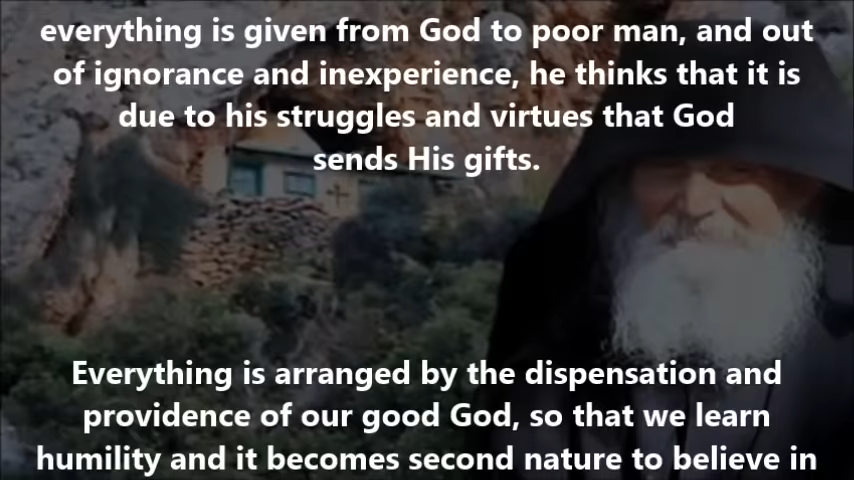 everything is given from God to poor man, and out
of ignorance and inexperience, he thinks that it is
due to his struggles and virtues that God
sends His gifts.
Everything is arranged by the dispensation and
providence of our good God, so that we learn
humility and it becomes second nature to believe in